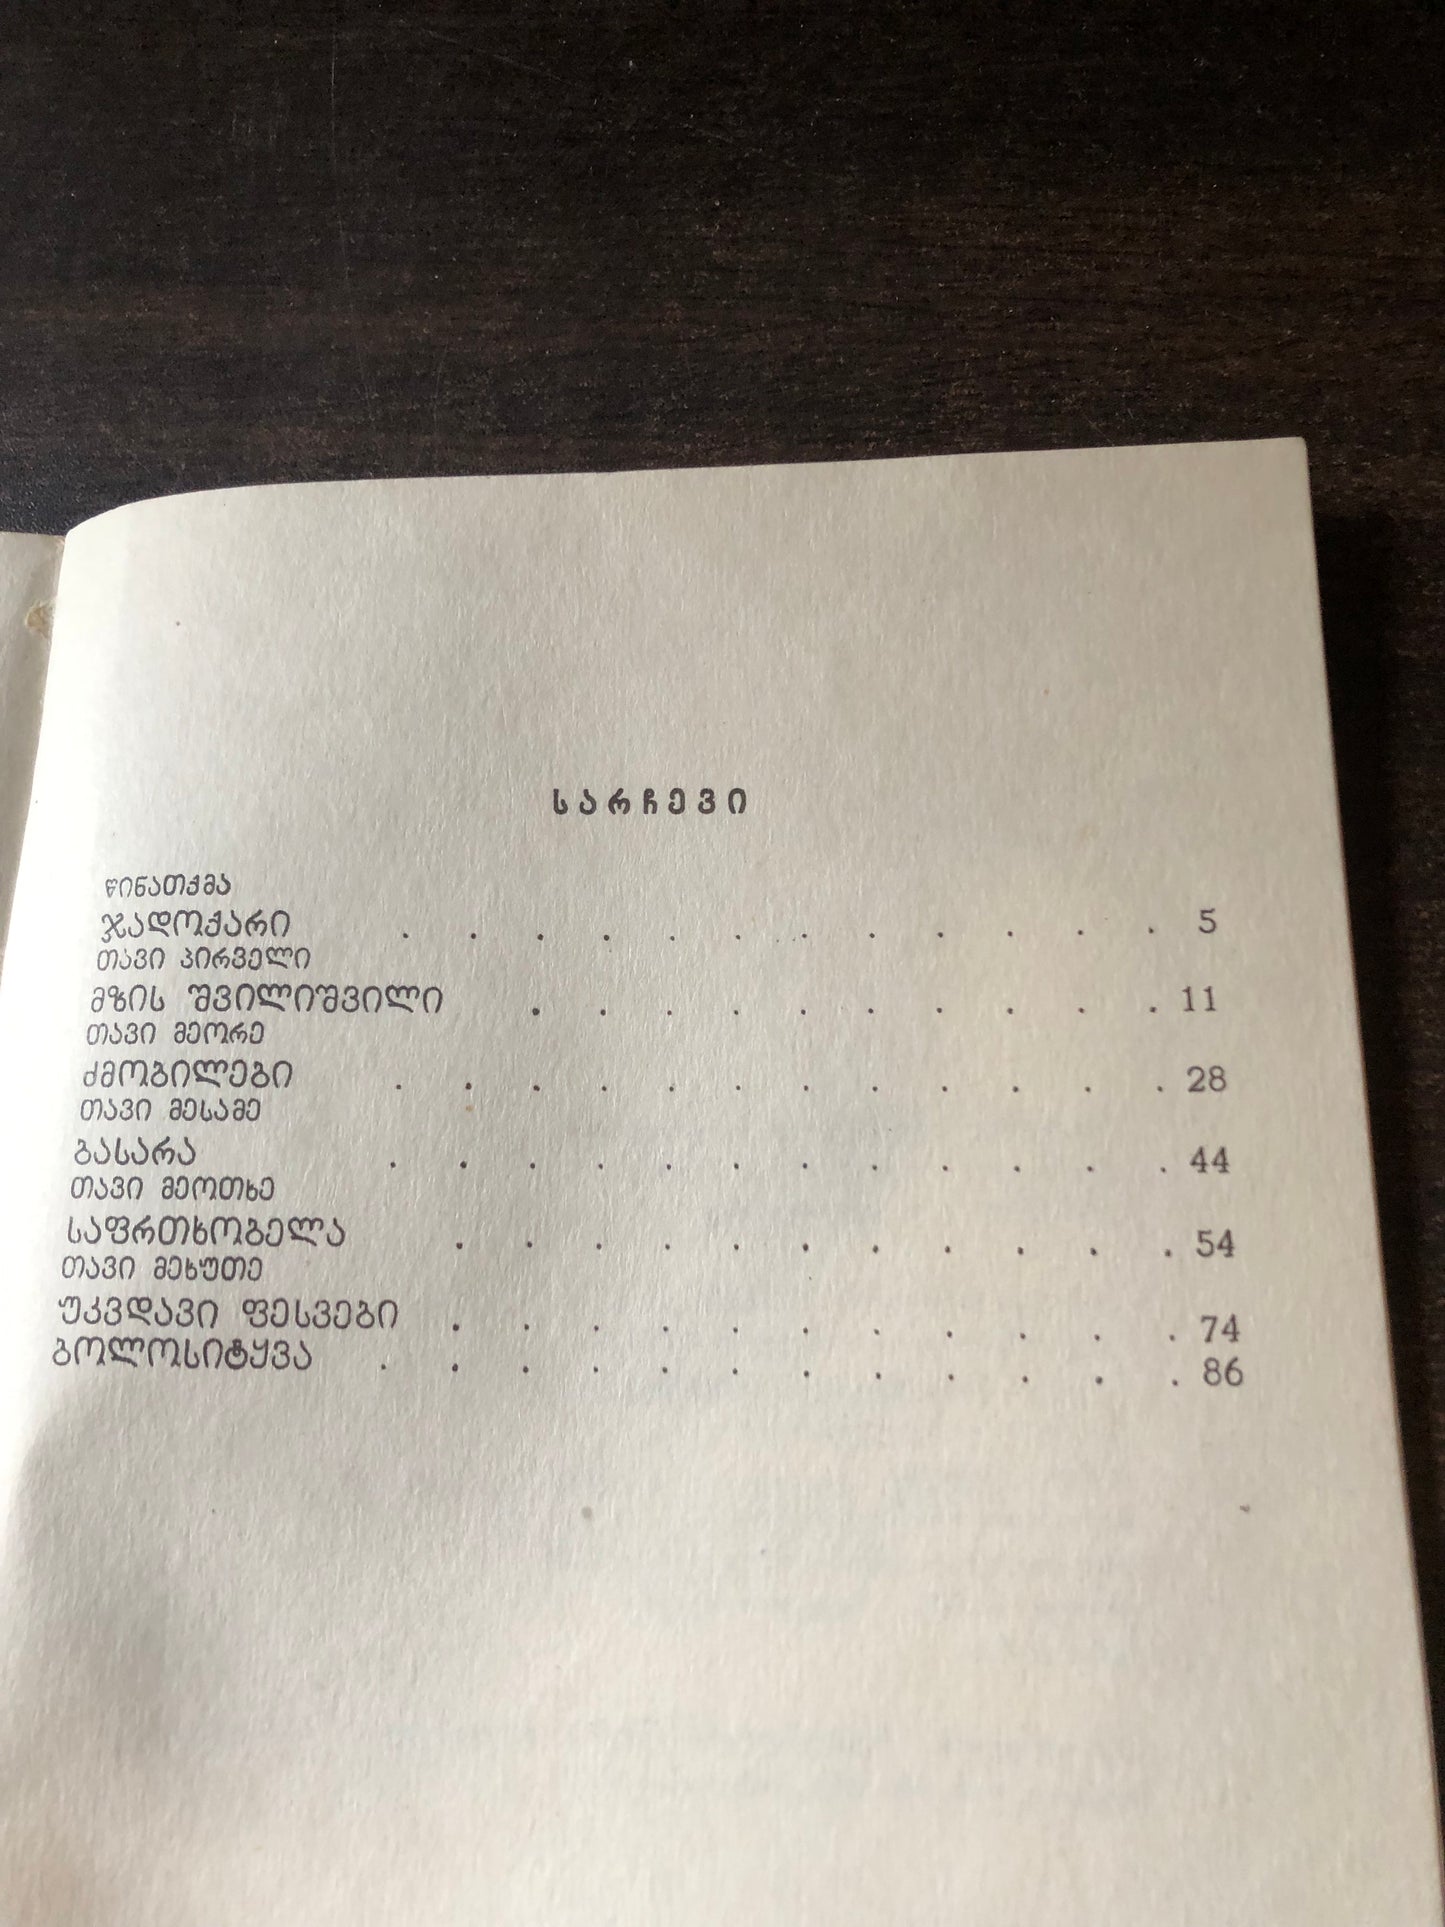 სარჩევი
წინათქმა
ჯადოქარი . . . . . . . . . . . . 5
თავი პირველი
მზის შვილიშვილი . . . . . . . . . . 11
თავი მეორე
ძმობილები . . . . . . . . . . . . 28
თავი მესამე
ბასარა . . . . . . . . . . . . 44
თავი მეოთხე
საფრთხობელა . . . . . . . . . . . 54
თავი მეხუთე
უკვდავი ფესვები . . . . . . . . . . . 74
ბოლოსიტყვა . . . . . . . . . . . . 86